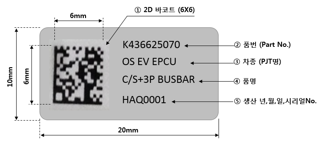 ① 2D 바코트 (6X6)
6mm
K436625070
② 품번 (Part No.)
OS EV EPCU
③ 차종 (PJT명)
C/S+3P BUSBAR
④ 품명
HAQ0001
⑤ 생산 년,월,일,시리얼No.
10mm
6mm
20mm